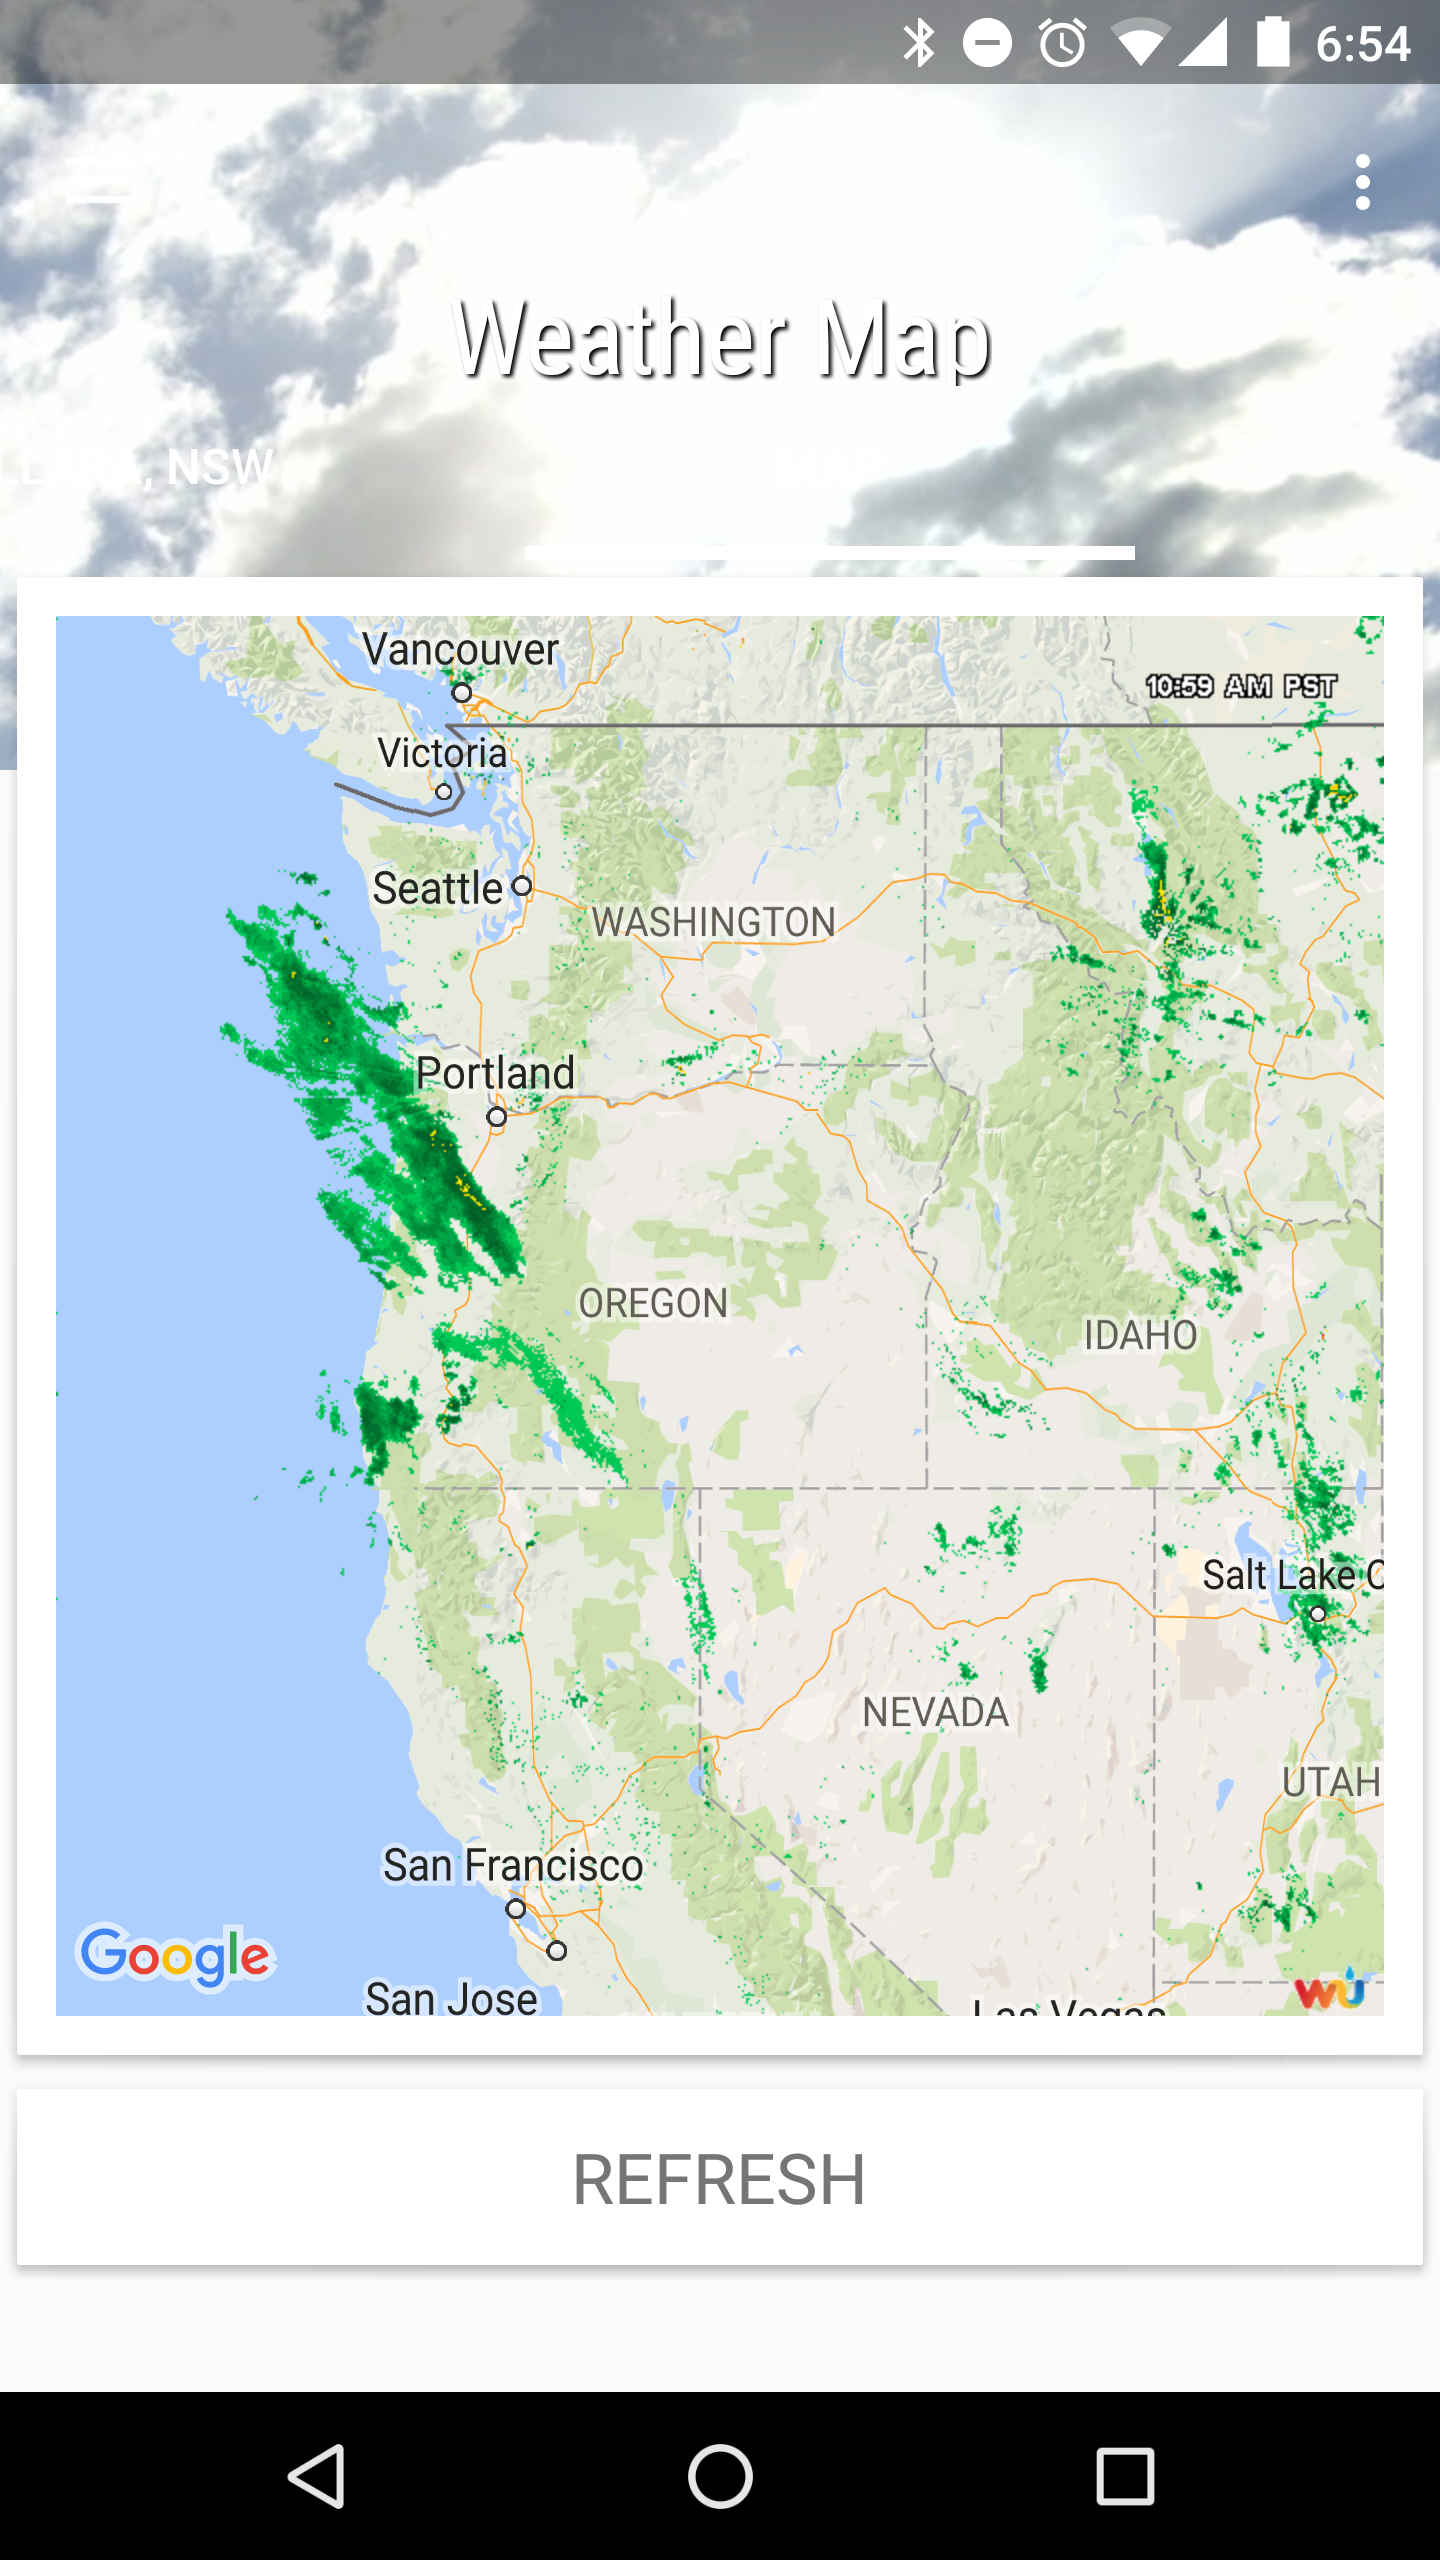 6:54
Weather Map
, NSW
Vancouver
10:59 AM PST
Victoria
Seattle
WASHINGTON
Portland
OREGON
IDAHO
Salt Lake C
NEVADA
UTAH
San Francisco
Google
San Jose
Las Vegas
WU
REFRESH